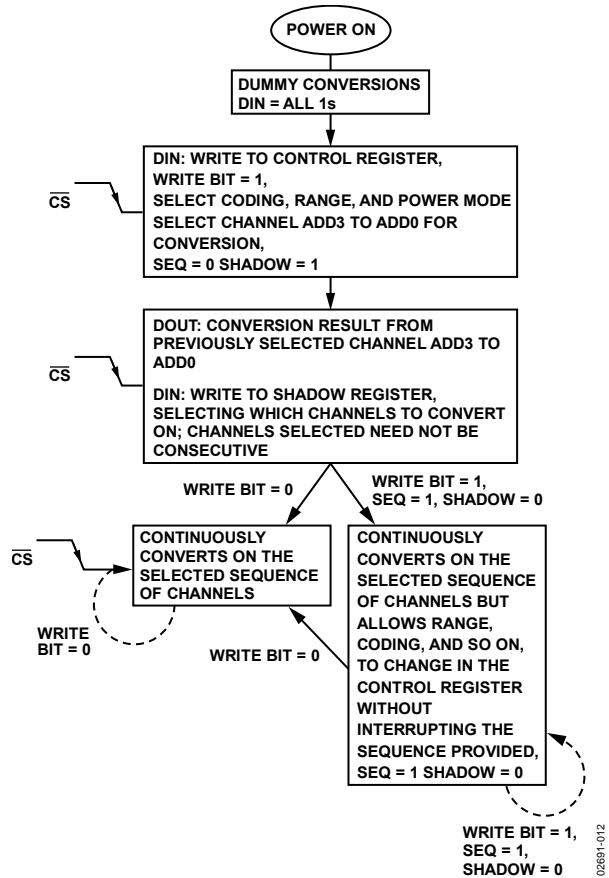 POWER ON
DUMMY CONVERSIONS
DIN = ALL 1s
CS
DIN: WRITE TO CONTROL REGISTER,
WRITE BIT = 1,
SELECT CODING, RANGE, AND POWER MODE
SELECT CHANNEL ADD3 TO ADD0 FOR
CONVERSION,
SEQ = 0 SHADOW = 1
CS
DOUT: CONVERSION RESULT FROM
PREVIOUSLY SELECTED CHANNEL ADD3 TO
ADD0
DIN: WRITE TO SHADOW REGISTER,
SELECTING WHICH CHANNELS TO CONVERT
ON; CHANNELS SELECTED NEED NOT BE
CONSECUTIVE
WRITE BIT = 0
WRITE BIT = 1,
SEQ = 1, SHADOW = 0
CS
CONTINUOUSLY
CONVERTS ON THE
SELECTED SEQUENCE
OF CHANNELS
WRITE
BIT = 0
WRITE BIT = 0
CONTINUOUSLY
CONVERTS ON THE
SELECTED SEQUENCE
OF CHANNELS BUT
ALLOWS RANGE,
CODING, AND SO ON,
TO CHANGE IN THE
CONTROL REGISTER
WITHOUT
INTERRUPTING THE
SEQUENCE PROVIDED,
SEQ = 1 SHADOW = 0
WRITE BIT = 1,
SEQ = 1,
SHADOW = 0
02691-012